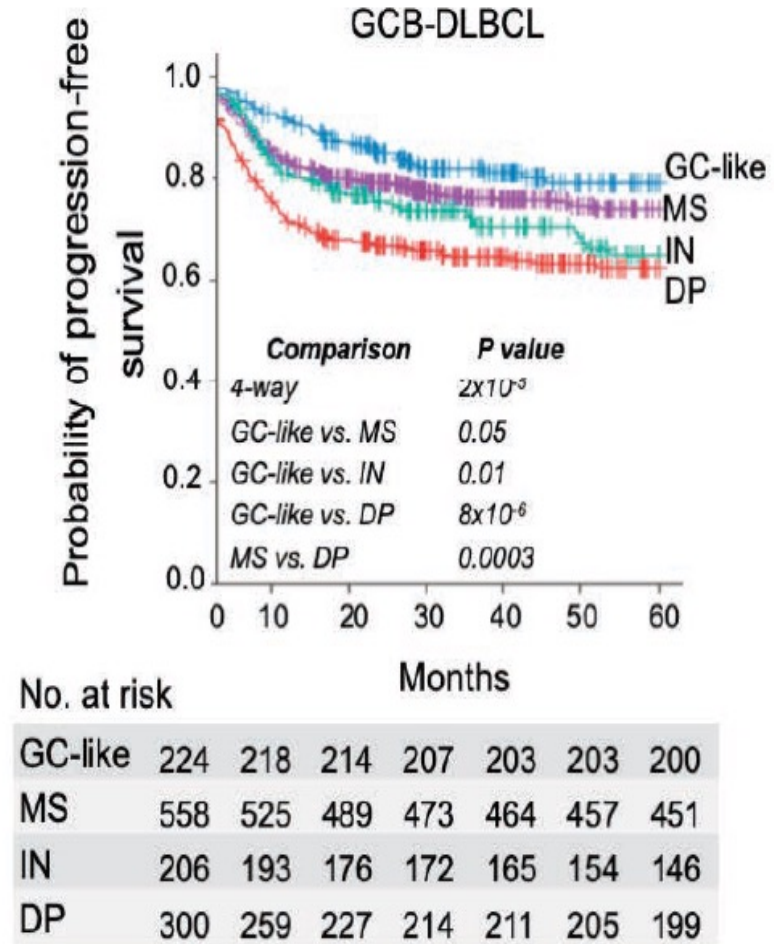 GCB-DLBCL
Probability of progression-free
survival
1.0
0.8
0.6
0.4
0.2
0.0
GC-like
MS
IN
DP
Comparison P value
4-way 2x10-5
GC-like vs. MS 0.05
GC-like vs. IN 0.01
GC-like vs. DP 8x10-6
MS vs. DP 0.0003
0 10 20 30 40 50 60
Months
No. at risk
GC-like 224 218 214 207 203 203 200
MS 558 525 489 473 464 457 451
IN 206 193 176 172 165 154 146
DP 300 259 227 214 211 205 199